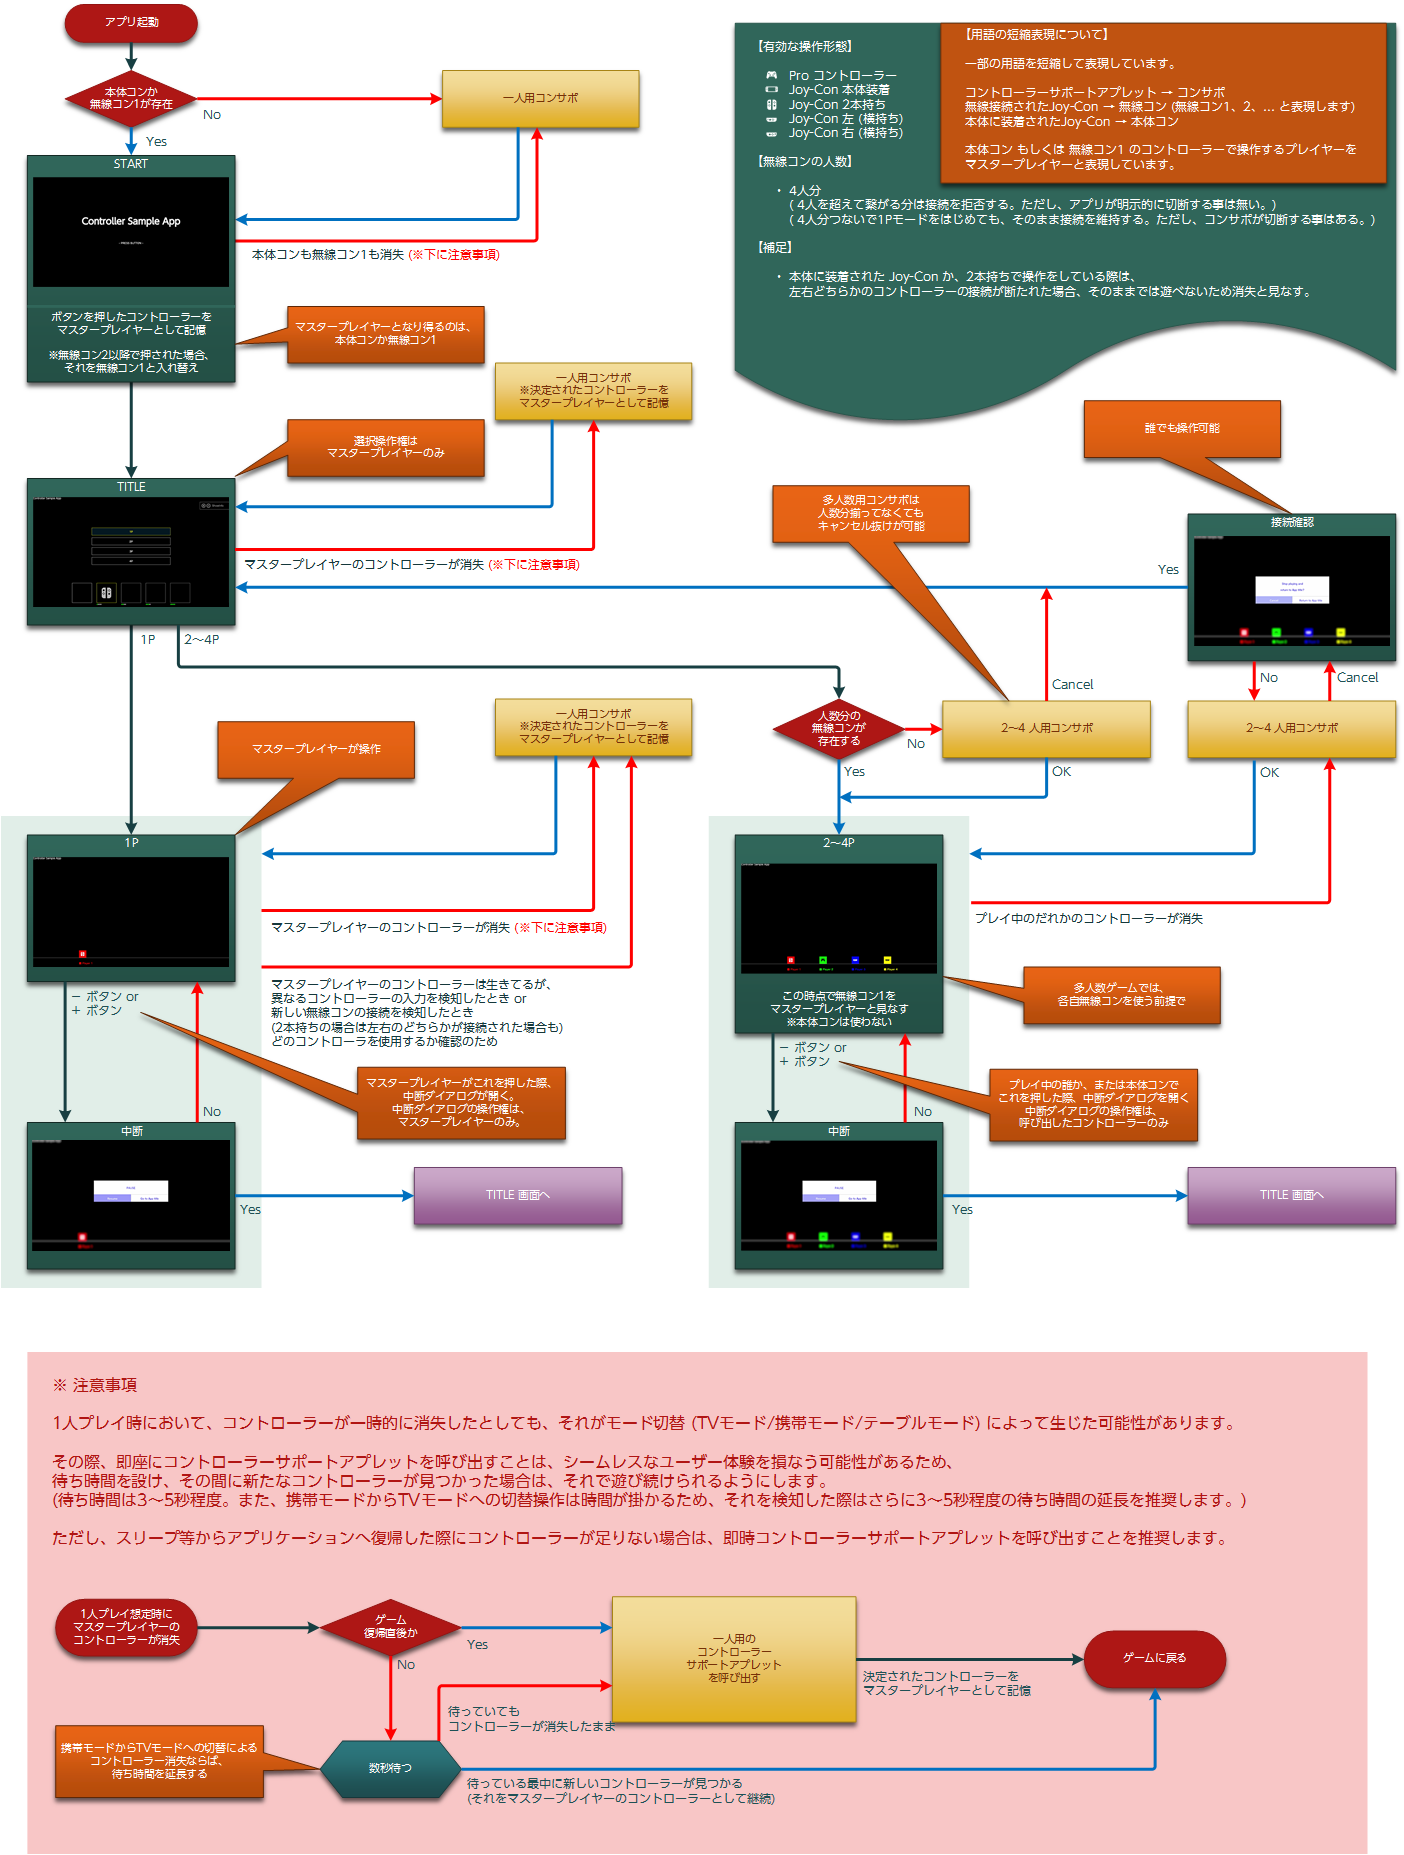 アプリ起動
本体コンか
無線コン1が存在
No
Yes
一人用コンサポ
START
Controller Sample App
- PRESS BUTTON -
本体コンも無線コン1も消失 (※下に注意事項)
ボタンを押したコントローラーを
マスタープレイヤーとして記憶
※無線コン2以降で押された場合、
それを無線コン1と入れ替え
マスタープレイヤーとなり得るのは、
本体コンか無線コン1
【有効な操作形態】
Pro コントローラー
Joy-Con 本体装着
Joy-Con 2本持ち
Joy-Con 左 (横持ち)
Joy-Con 右 (横持ち)
【無線コンの人数】
・ 4人分
( 4人を超えて繋がる分は接続を拒否する。ただし、アプリが明示的に切断する事は無い。)
( 4人分つないで1Pモードをはじめても、そのまま接続を維持する。ただし、コンサポが切断する事はある。)
【補足】
・ 本体に装着された Joy-Con か、2本持ちで操作をしている際は、
左右どちらかのコントローラーの接続が断たれた場合、そのままでは遊べないため消失と見なす。
【用語の短縮表現について】
一部の用語を短縮して表現しています。
コントローラーサポートアプレット → コンサポ
無線接続されたJoy-Con → 無線コン (無線コン1、2、... と表現します)
本体に装着されたJoy-Con → 本体コン
本体コン もしくは 無線コン1 のコントローラーで操作するプレイヤーを
マスタープレイヤーと表現しています。
一人用コンサポ
※決定されたコントローラーを
マスタープレイヤーとして記憶
選択操作権は
マスタープレイヤーのみ
TITLE
Controller Sample App
マスタープレイヤーのコントローラーが消失 (※下に注意事項)
1P
2～4P
誰でも操作可能
多人数用コンサポは
人数分揃ってなくても
キャンセル抜けが可能
接続確認
Yes
No
Cancel
Cancel
人数分の
無線コンが
存在する
No
Yes
2～4 人用コンサポ
OK
2～4 人用コンサポ
OK
一人用コンサポ
※決定されたコントローラーを
マスタープレイヤーとして記憶
マスタープレイヤーが操作
1P
Controller Sample App
マスタープレイヤーのコントローラーが消失 (※下に注意事項)
マスタープレイヤーのコントローラーは生きてるが、
異なるコントローラーの入力を検知したとき or
新しい無線コンの接続を検知したとき
(2本持ちの場合は左右のどちらかが接続された場合も)
どのコントローラを使用するか確認のため
－ ボタン or
＋ ボタン
マスタープレイヤーがこれを押した際、
中断ダイアログが開く。
中断ダイアログの操作権は、
マスタープレイヤーのみ。
No
中断
Yes
TITLE 画面へ
2～4P
Controller Sample App
この時点で無線コン1を
マスタープレイヤーと見なす
※本体コンは使わない
プレイ中のだれかのコントローラーが消失
多人数ゲームでは、
各自無線コンを使う前提で
－ ボタン or
＋ ボタン
プレイ中の誰か、または本体コンで
これを押した際、中断ダイアログを開く
中断ダイアログの操作権は、
呼び出したコントローラーのみ
No
中断
Yes
TITLE 画面へ
※ 注意事項
1人プレイ時において、コントローラーが一時的に消失したとしても、それがモード切替 (TVモード/携帯モード/テーブルモード) によって生じた可能性があります。
その際、即座にコントローラーサポートアプレットを呼び出すことは、シームレスなユーザー体験を損なう可能性があるため、
待ち時間を設け、その間に新たなコントローラーが見つかった場合は、それで遊び続けられるようにします。
(待ち時間は3～5秒程度。また、携帯モードからTVモードへの切替操作は時間が掛かるため、それを検知した際はさらに3～5秒程度の待ち時間の延長を推奨します。)
ただし、スリープ等からアプリケーションへ復帰した際にコントローラーが足りない場合は、即時コントローラーサポートアプレットを呼び出すことを推奨します。
1人プレイ想定時に
マスタープレイヤーの
コントローラーが消失
ゲーム
復帰直後か
Yes
No
一人用の
コントローラー
サポートアプレット
を呼び出す
決定されたコントローラーを
マスタープレイヤーとして記憶
ゲームに戻る
待っていても
コントローラーが消失したまま
携帯モードからTVモードへの切替による
コントローラー消失ならば、
待ち時間を延長する
数秒待つ
待っている最中に新しいコントローラーが見つかる
(それをマスタープレイヤーのコントローラーとして継続)